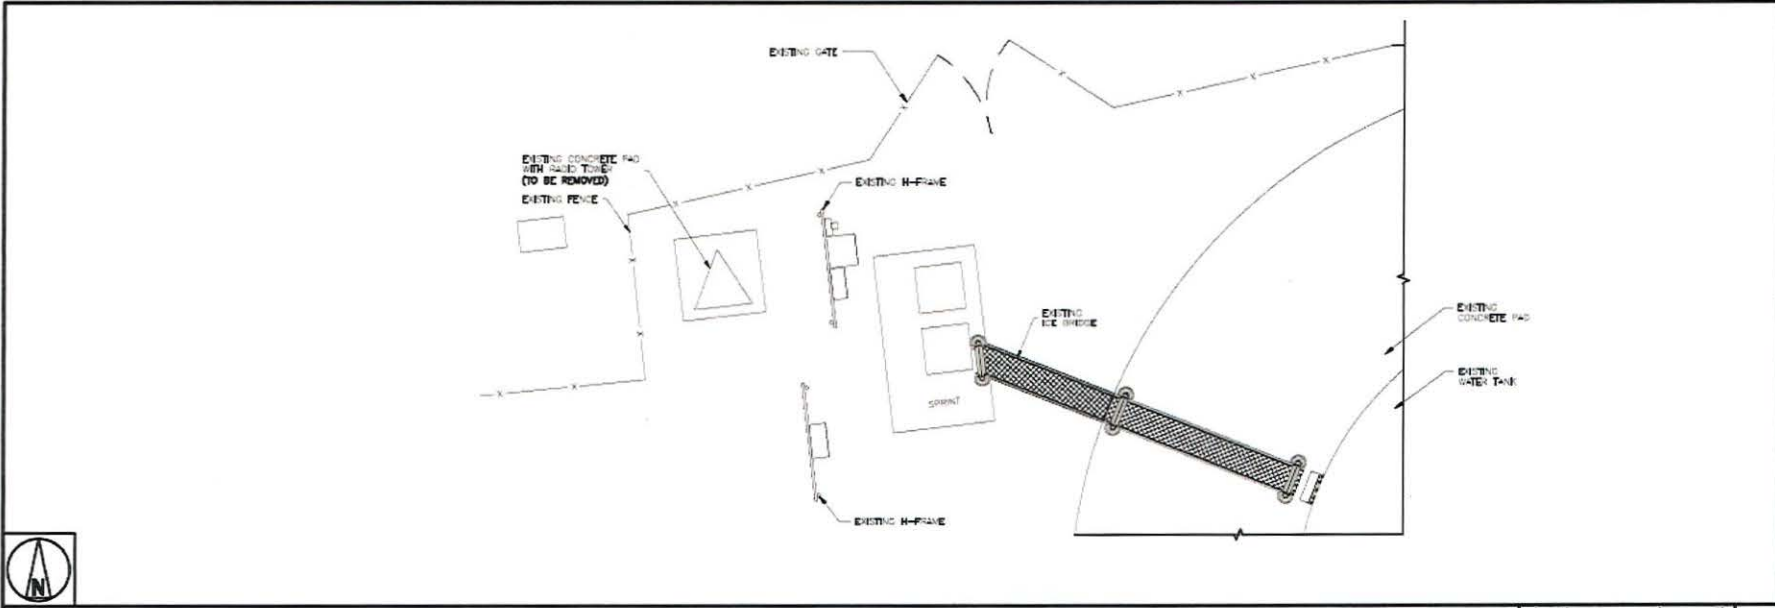 EXISTING GATE
EXISTING CONCRETE PAD
WITH RADIO TOWER
(TO BE REMOVED)
EXISTING FENCE
EXISTING H-FRAME
EXISTING
ICE BRIDGE
EXISTING
CONCRETE PAD
EXISTING
WATER TANK
SPRINT
EXISTING H-FRAME
N